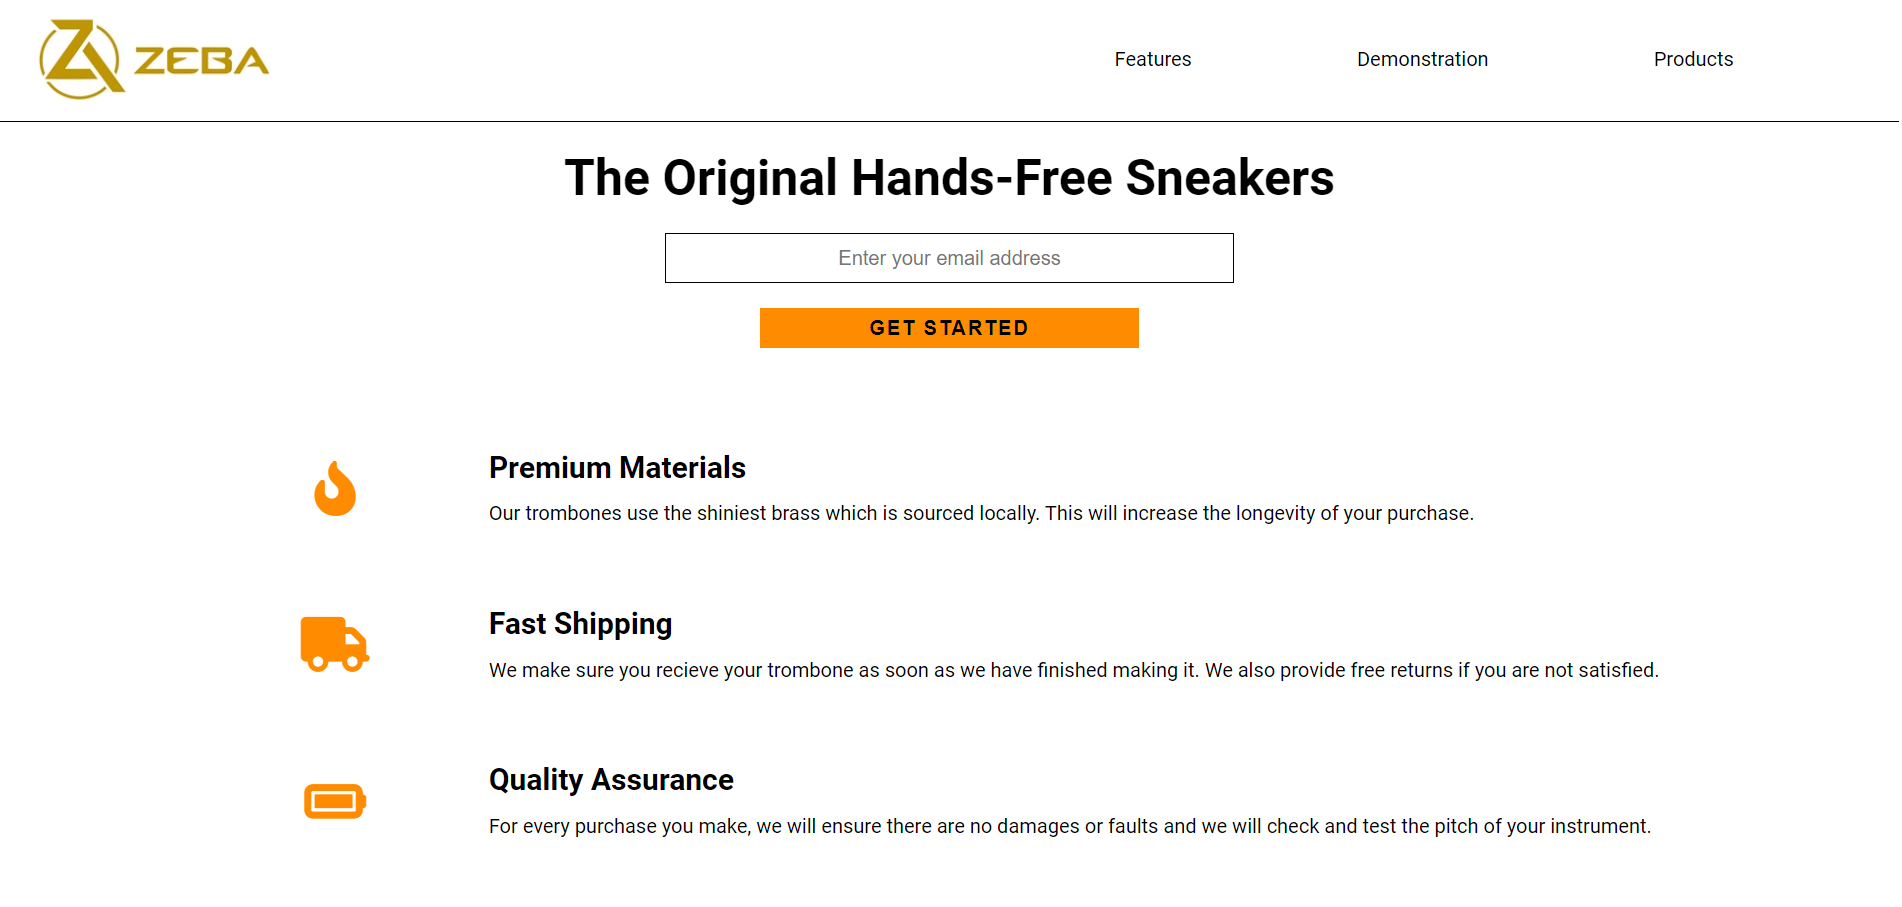 ZEBA
Features Demonstration Products
The Original Hands-Free Sneakers
Enter your email address
GET STARTED
Premium Materials
Our trombones use the shiniest brass which is sourced locally. This will increase the longevity of your purchase.
Fast Shipping
We make sure you recieve your trombone as soon as we have finished making it. We also provide free returns if you are not satisfied.
Quality Assurance
For every purchase you make, we will ensure there are no damages or faults and we will check and test the pitch of your instrument.